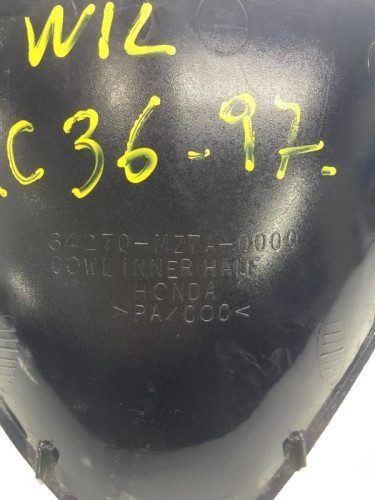 WIL
C36-97.
64270-MZ7A-0000
COWL INNER HALF
HONDA
>PA/COC<